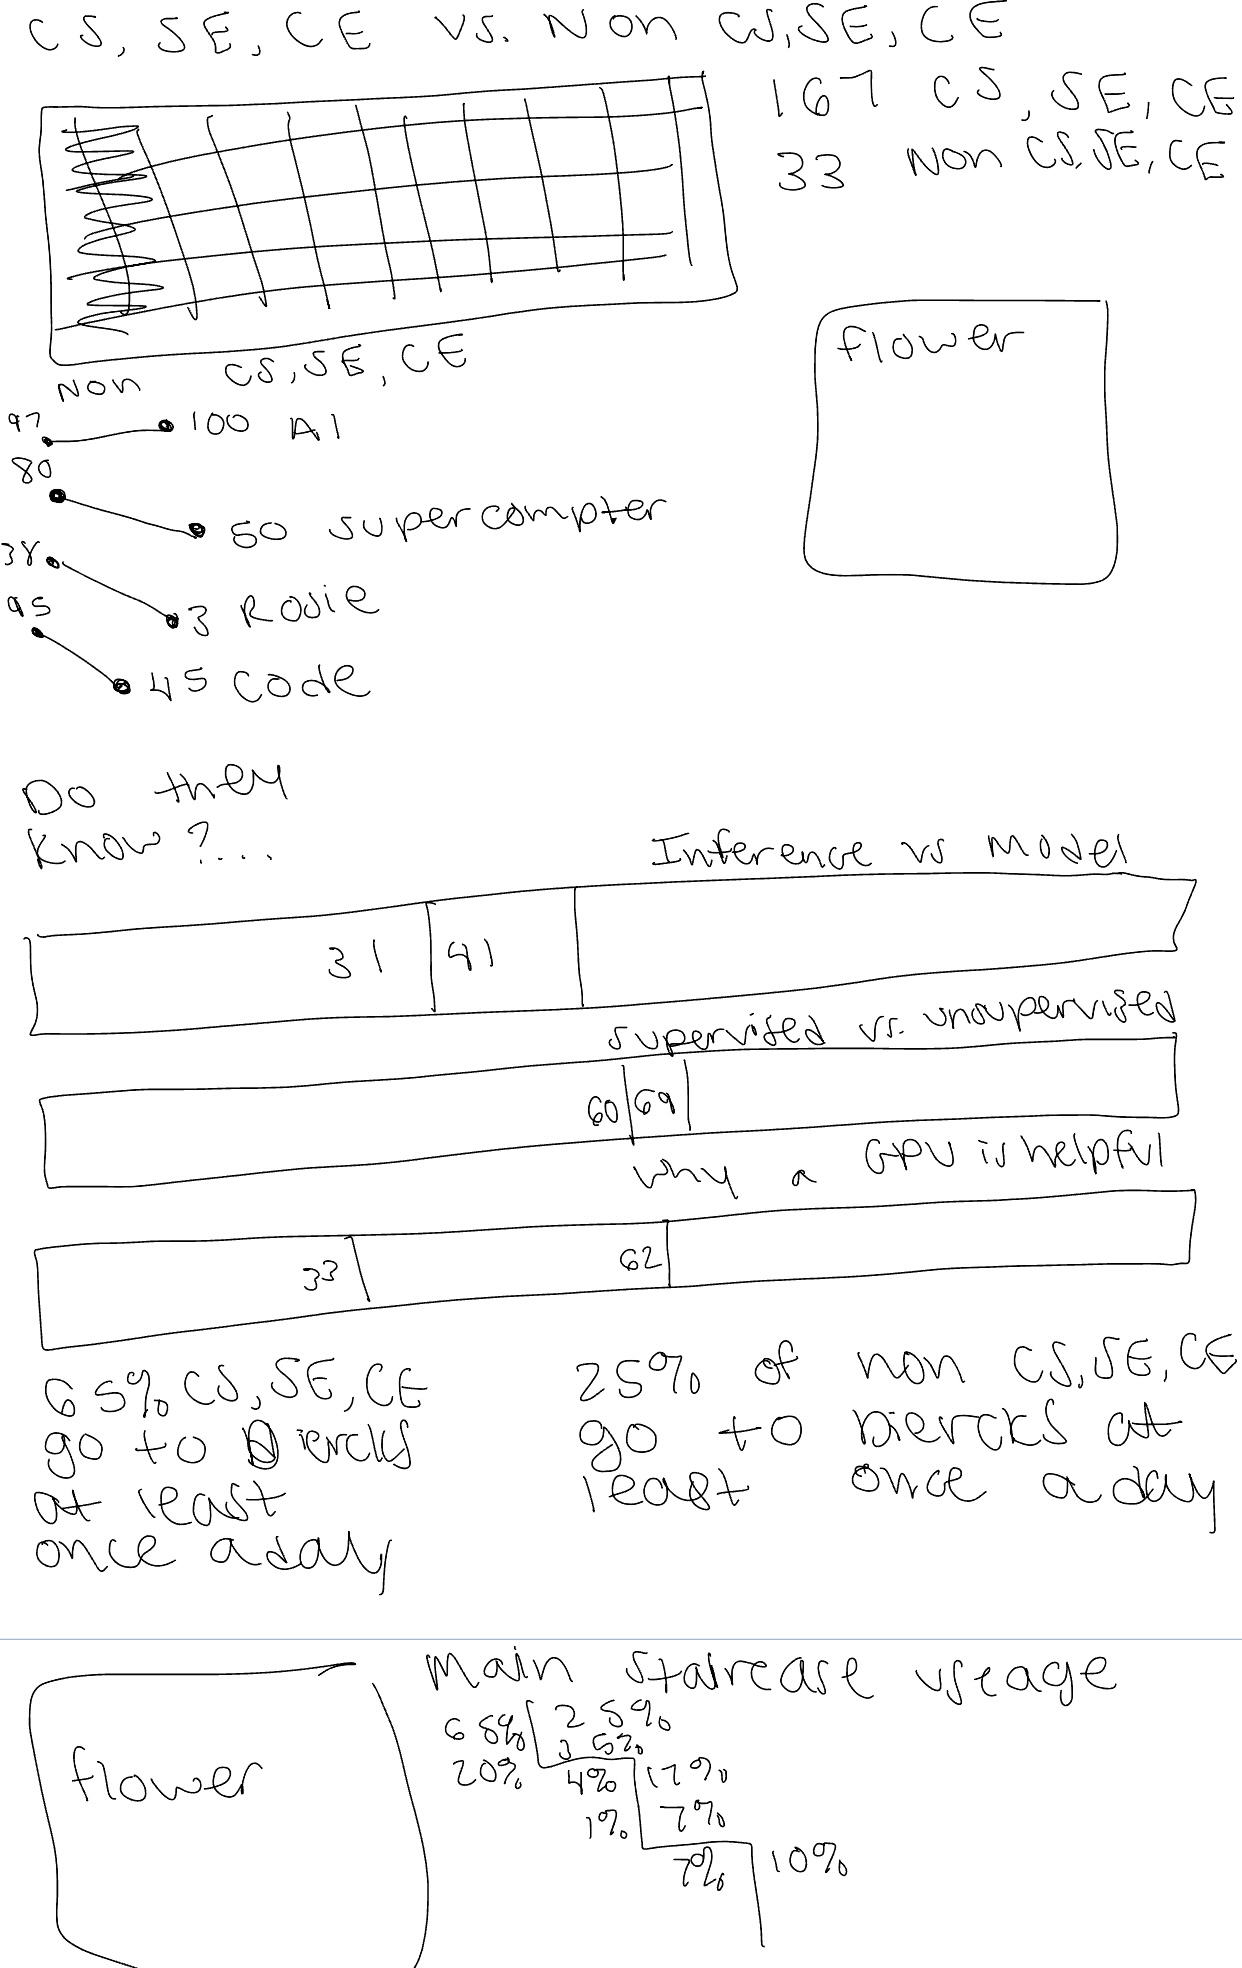 CS, SE, CE vs. Non CS, SE, CE
167 CS, SE, CE
33 Non CS, SE, CE
flower
Non CS, SE, CE
97 100 AI
80 50 supercompter
38 3 Rosie
95 45 Code
Do they
know?...
Inference vs Model
31 41
supervised vs. unsupervised
60 69
why a GPU is helpful
33 62
65% CS, SE, CE
go to Diercks
at least
once a day
25% of non CS, SE, CE
go to Diercks at
least once a day
Main staircase useage
65% 25%
35%
20% 4% 17%
1% 7%
7% 10%
flower